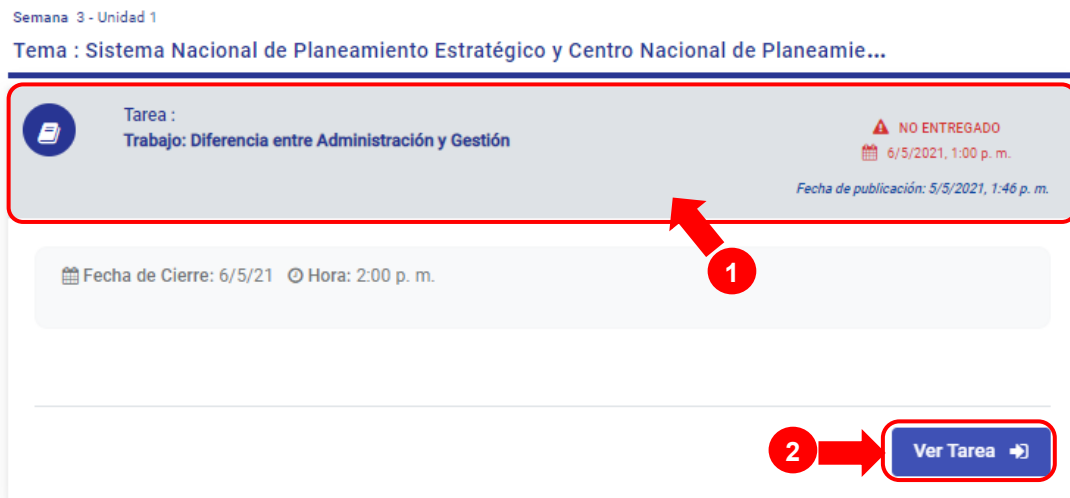 Semana 3 - Unidad 1
Tema : Sistema Nacional de Planeamiento Estratégico y Centro Nacional de Planeamie...
Tarea :
Trabajo: Diferencia entre Administración y Gestión
NO ENTREGADO
6/5/2021, 1:00 p. m.
Fecha de publicación: 5/5/2021, 1:46 p. m.
1
Fecha de Cierre: 6/5/21 Hora: 2:00 p. m.
2
Ver Tarea